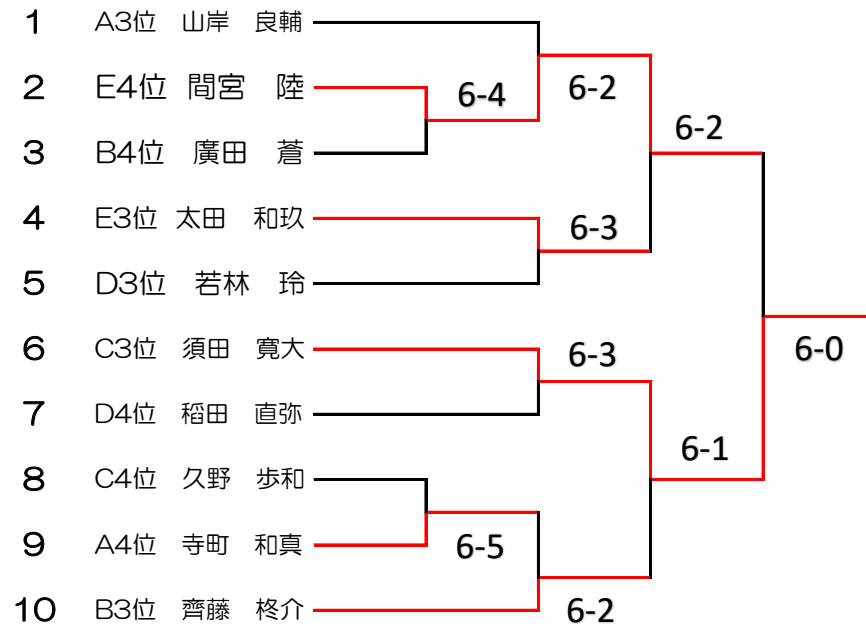 1 A3位 山岸 良輔
2 E4位 間宮 陸
3 B4位 廣田 蒼
4 E3位 太田 和玖
5 D3位 若林 玲
6 C3位 須田 寛大
7 D4位 稲田 直弥
8 C4位 久野 歩和
9 A4位 寺町 和真
10 B3位 齊藤 柊介
6-4
6-5
6-2
6-3
6-3
6-2
6-2
6-1
6-0